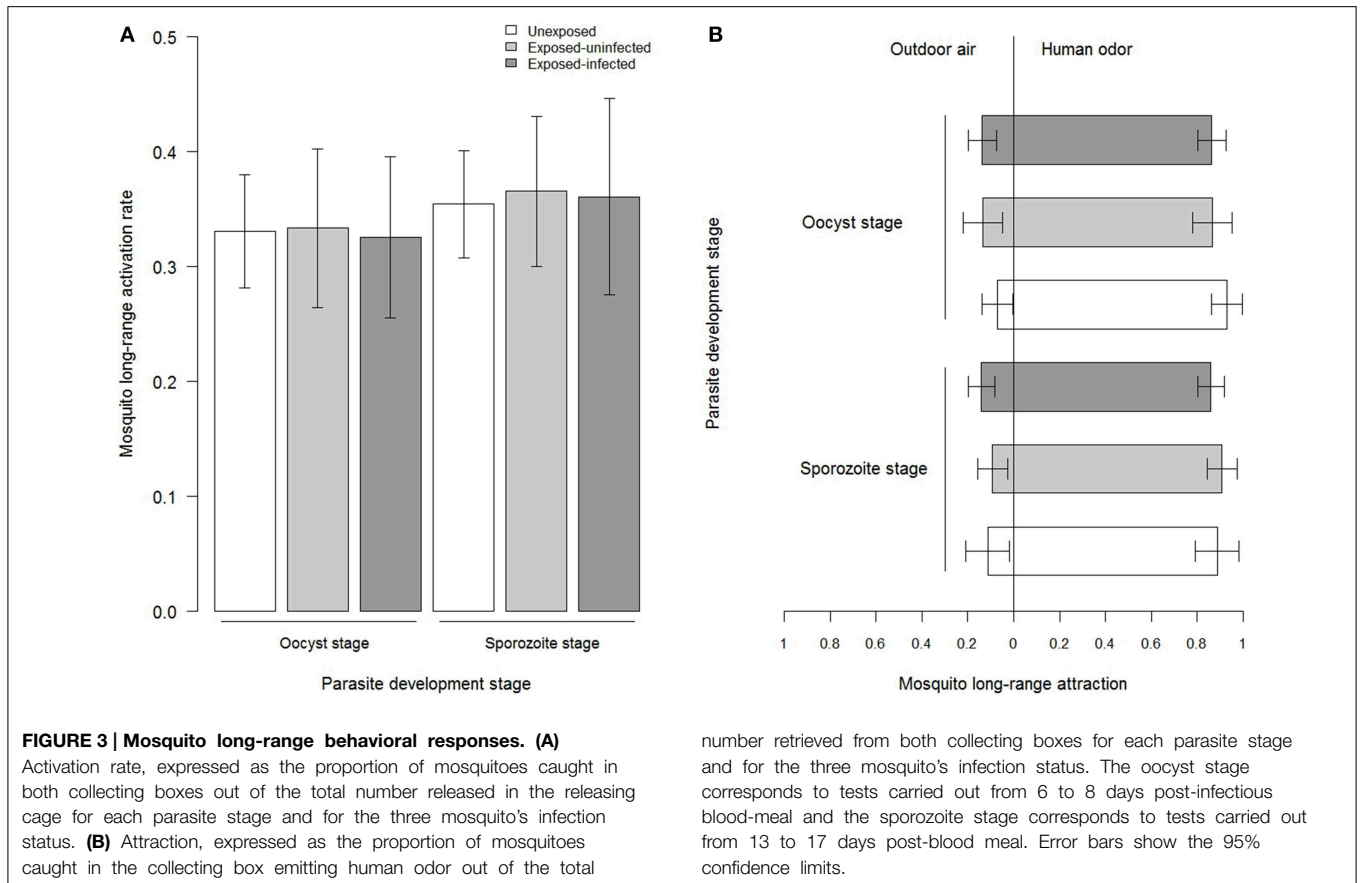 A
0.5
0.4
0.3
0.2
0.1
0.0
Mosquito long-range activation rate
Unexposed
Exposed-uninfected
Exposed-infected
Oocyst stage
Sporozoite stage
Parasite development stage
B
Outdoor air
Human odor
Parasite development stage
Oocyst stage
Sporozoite stage
1 0.8 0.6 0.4 0.2 0 0.2 0.4 0.6 0.8 1
Mosquito long-range attraction
FIGURE 3 | Mosquito long-range behavioral responses. (A)
Activation rate, expressed as the proportion of mosquitoes caught in
both collecting boxes out of the total number released in the releasing
cage for each parasite stage and for the three mosquito's infection
status. (B) Attraction, expressed as the proportion of mosquitoes
caught in the collecting box emitting human odor out of the total
number retrieved from both collecting boxes for each parasite stage
and for the three mosquito's infection status. The oocyst stage
corresponds to tests carried out from 6 to 8 days post-infectious
blood-meal and the sporozoite stage corresponds to tests carried out
from 13 to 17 days post-blood meal. Error bars show the 95%
confidence limits.